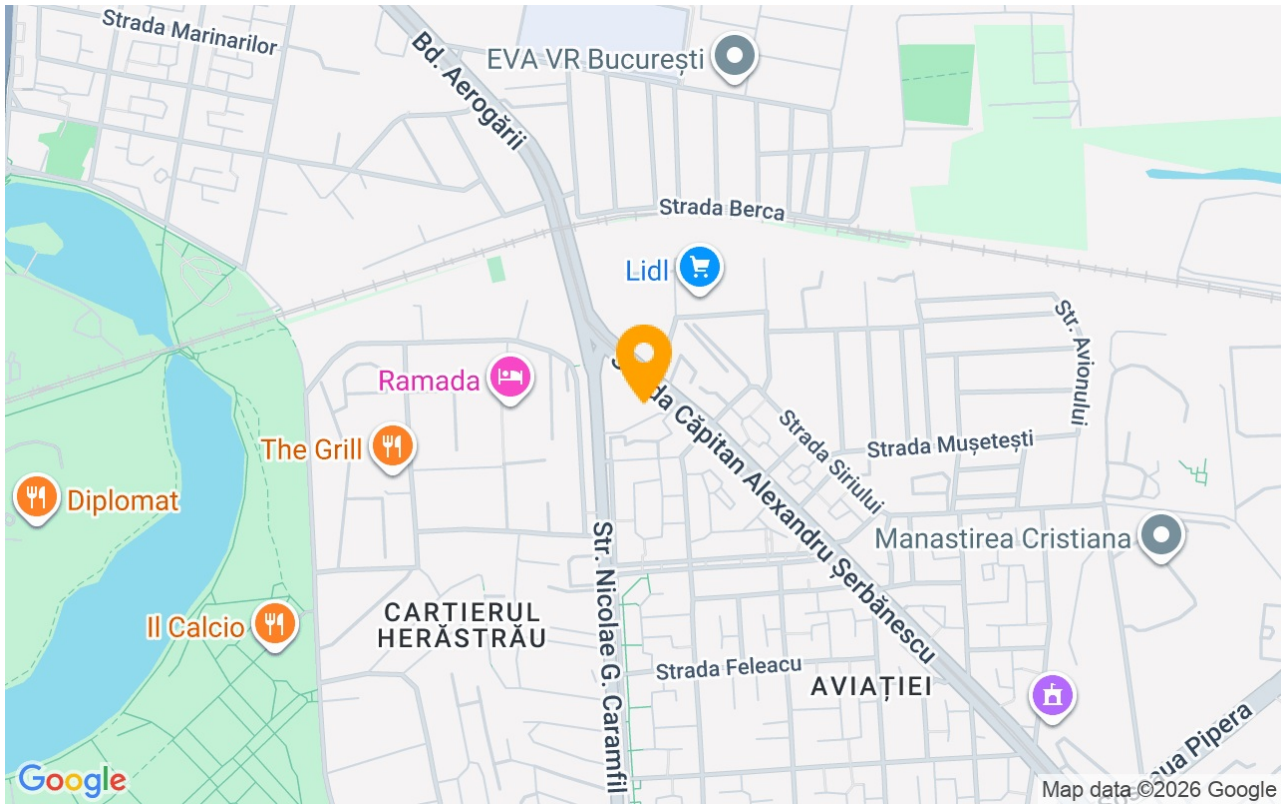 Strada Marinarilor
Bd. Aerogării
EVA VR București
Strada Berca
Lidl
Str. Avionului
Ramada
The Grill
Strada Căpitan Alexandru Șerbănescu
Strada Siriului
Strada Mușetești
Diplomat
Manastirea Cristiana
Str. Nicolae G. Caramfil
CARTIERUL
HERĂSTRĂU
Il Calcio
Strada Feleacu
AVIAȚIEI
Pipera
Google
Map data ©2026 Google